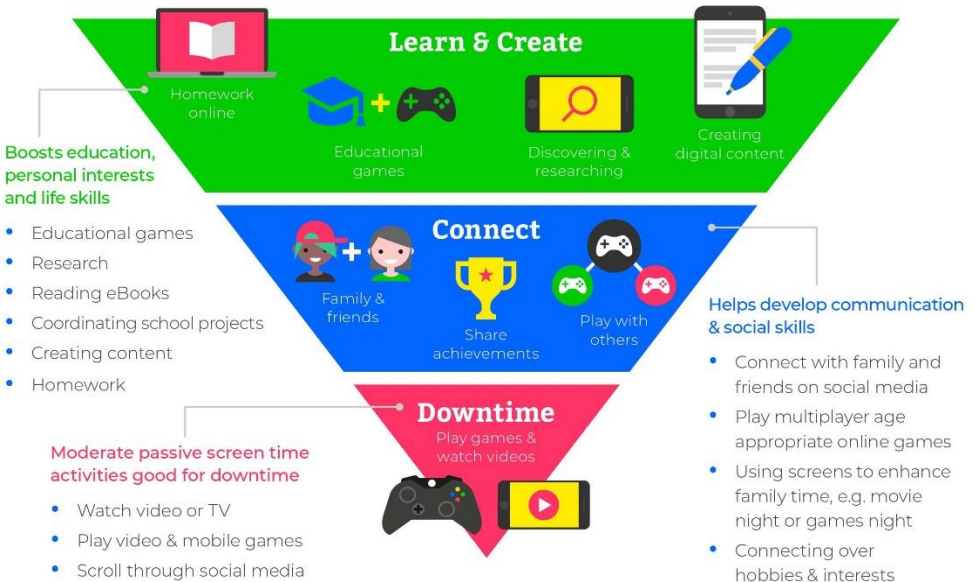 Learn & Create
Homework
online
Educational
games
Discovering &
researching
Creating
digital content
Boosts education,
personal interests
and life skills
• Educational games
• Research
• Reading eBooks
• Coordinating school projects
• Creating content
• Homework
Connect
Family &
friends
Share
achievements
Play with
others
Helps develop communication
& social skills
• Connect with family and
friends on social media
• Play multiplayer age
appropriate online games
• Using screens to enhance
family time, e.g. movie
night or games night
• Connecting over
hobbies & interests
Downtime
Play games &
watch videos
Moderate passive screen time
activities good for downtime
• Watch video or TV
• Play video & mobile games
• Scroll through social media